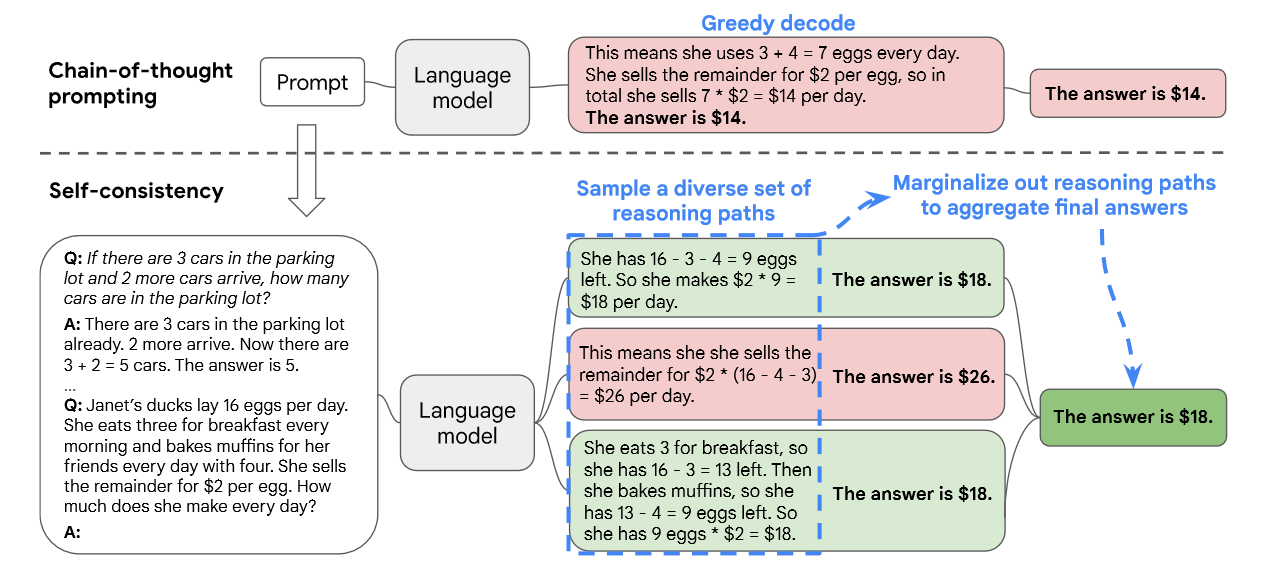 Greedy decode
Chain-of-thought
prompting
Prompt
Language
model
This means she uses 3 + 4 = 7 eggs every day.
She sells the remainder for $2 per egg, so in
total she sells 7 * $2 = $14 per day.
The answer is $14.
The answer is $14.
Self-consistency
Sample a diverse set of
reasoning paths
Marginalize out reasoning paths
to aggregate final answers
Q: If there are 3 cars in the parking
lot and 2 more cars arrive, how many
cars are in the parking lot?
A: There are 3 cars in the parking lot
already. 2 more arrive. Now there are
3 + 2 = 5 cars. The answer is 5.
...
Q: Janet's ducks lay 16 eggs per day.
She eats three for breakfast every
morning and bakes muffins for her
friends every day with four. She sells
the remainder for $2 per egg. How
much does she make every day?
A:
Language
model
She has 16 - 3 - 4 = 9 eggs
left. So she makes $2 * 9 =
$18 per day.
The answer is $18.
This means she she sells the
remainder for $2 * (16 - 4 - 3)
= $26 per day.
The answer is $26.
She eats 3 for breakfast, so
she has 16 - 3 = 13 left. Then
she bakes muffins, so she
has 13 - 4 = 9 eggs left. So
she has 9 eggs * $2 = $18.
The answer is $18.
The answer is $18.